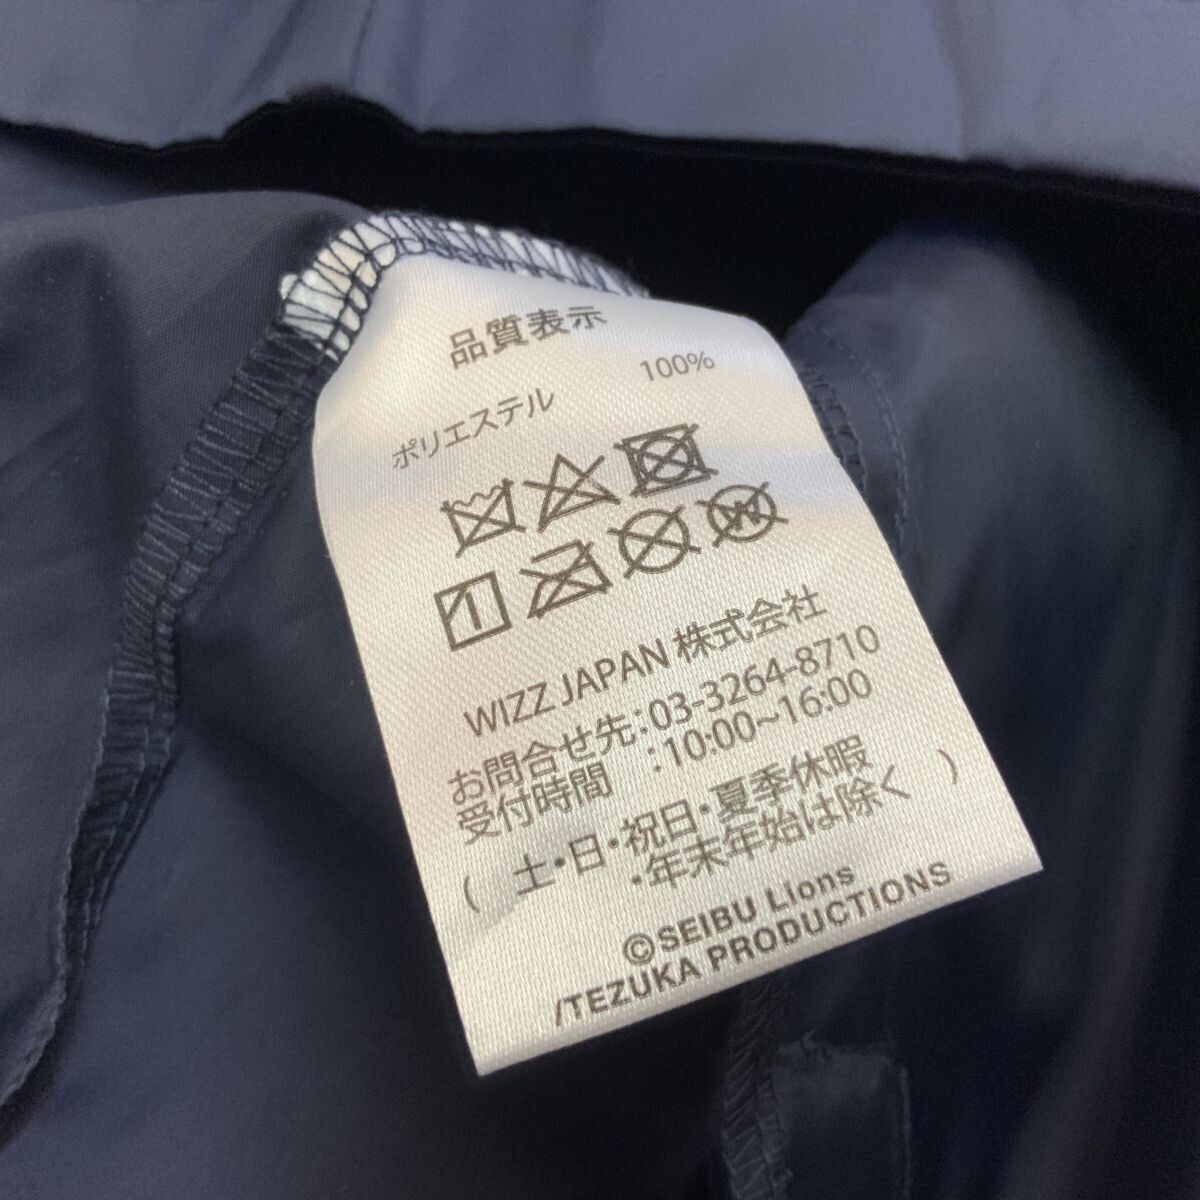 品質表示
ポリエステル 100%
W
WIZZ JAPAN 株式会社
お問合せ先:03-3264-8710
受付時間 :10:00~16:00
( 土・日・祝日・夏季休暇
・年末年始は除く )
©SEIBU Lions
/TEZUKA PRODUCTIONS